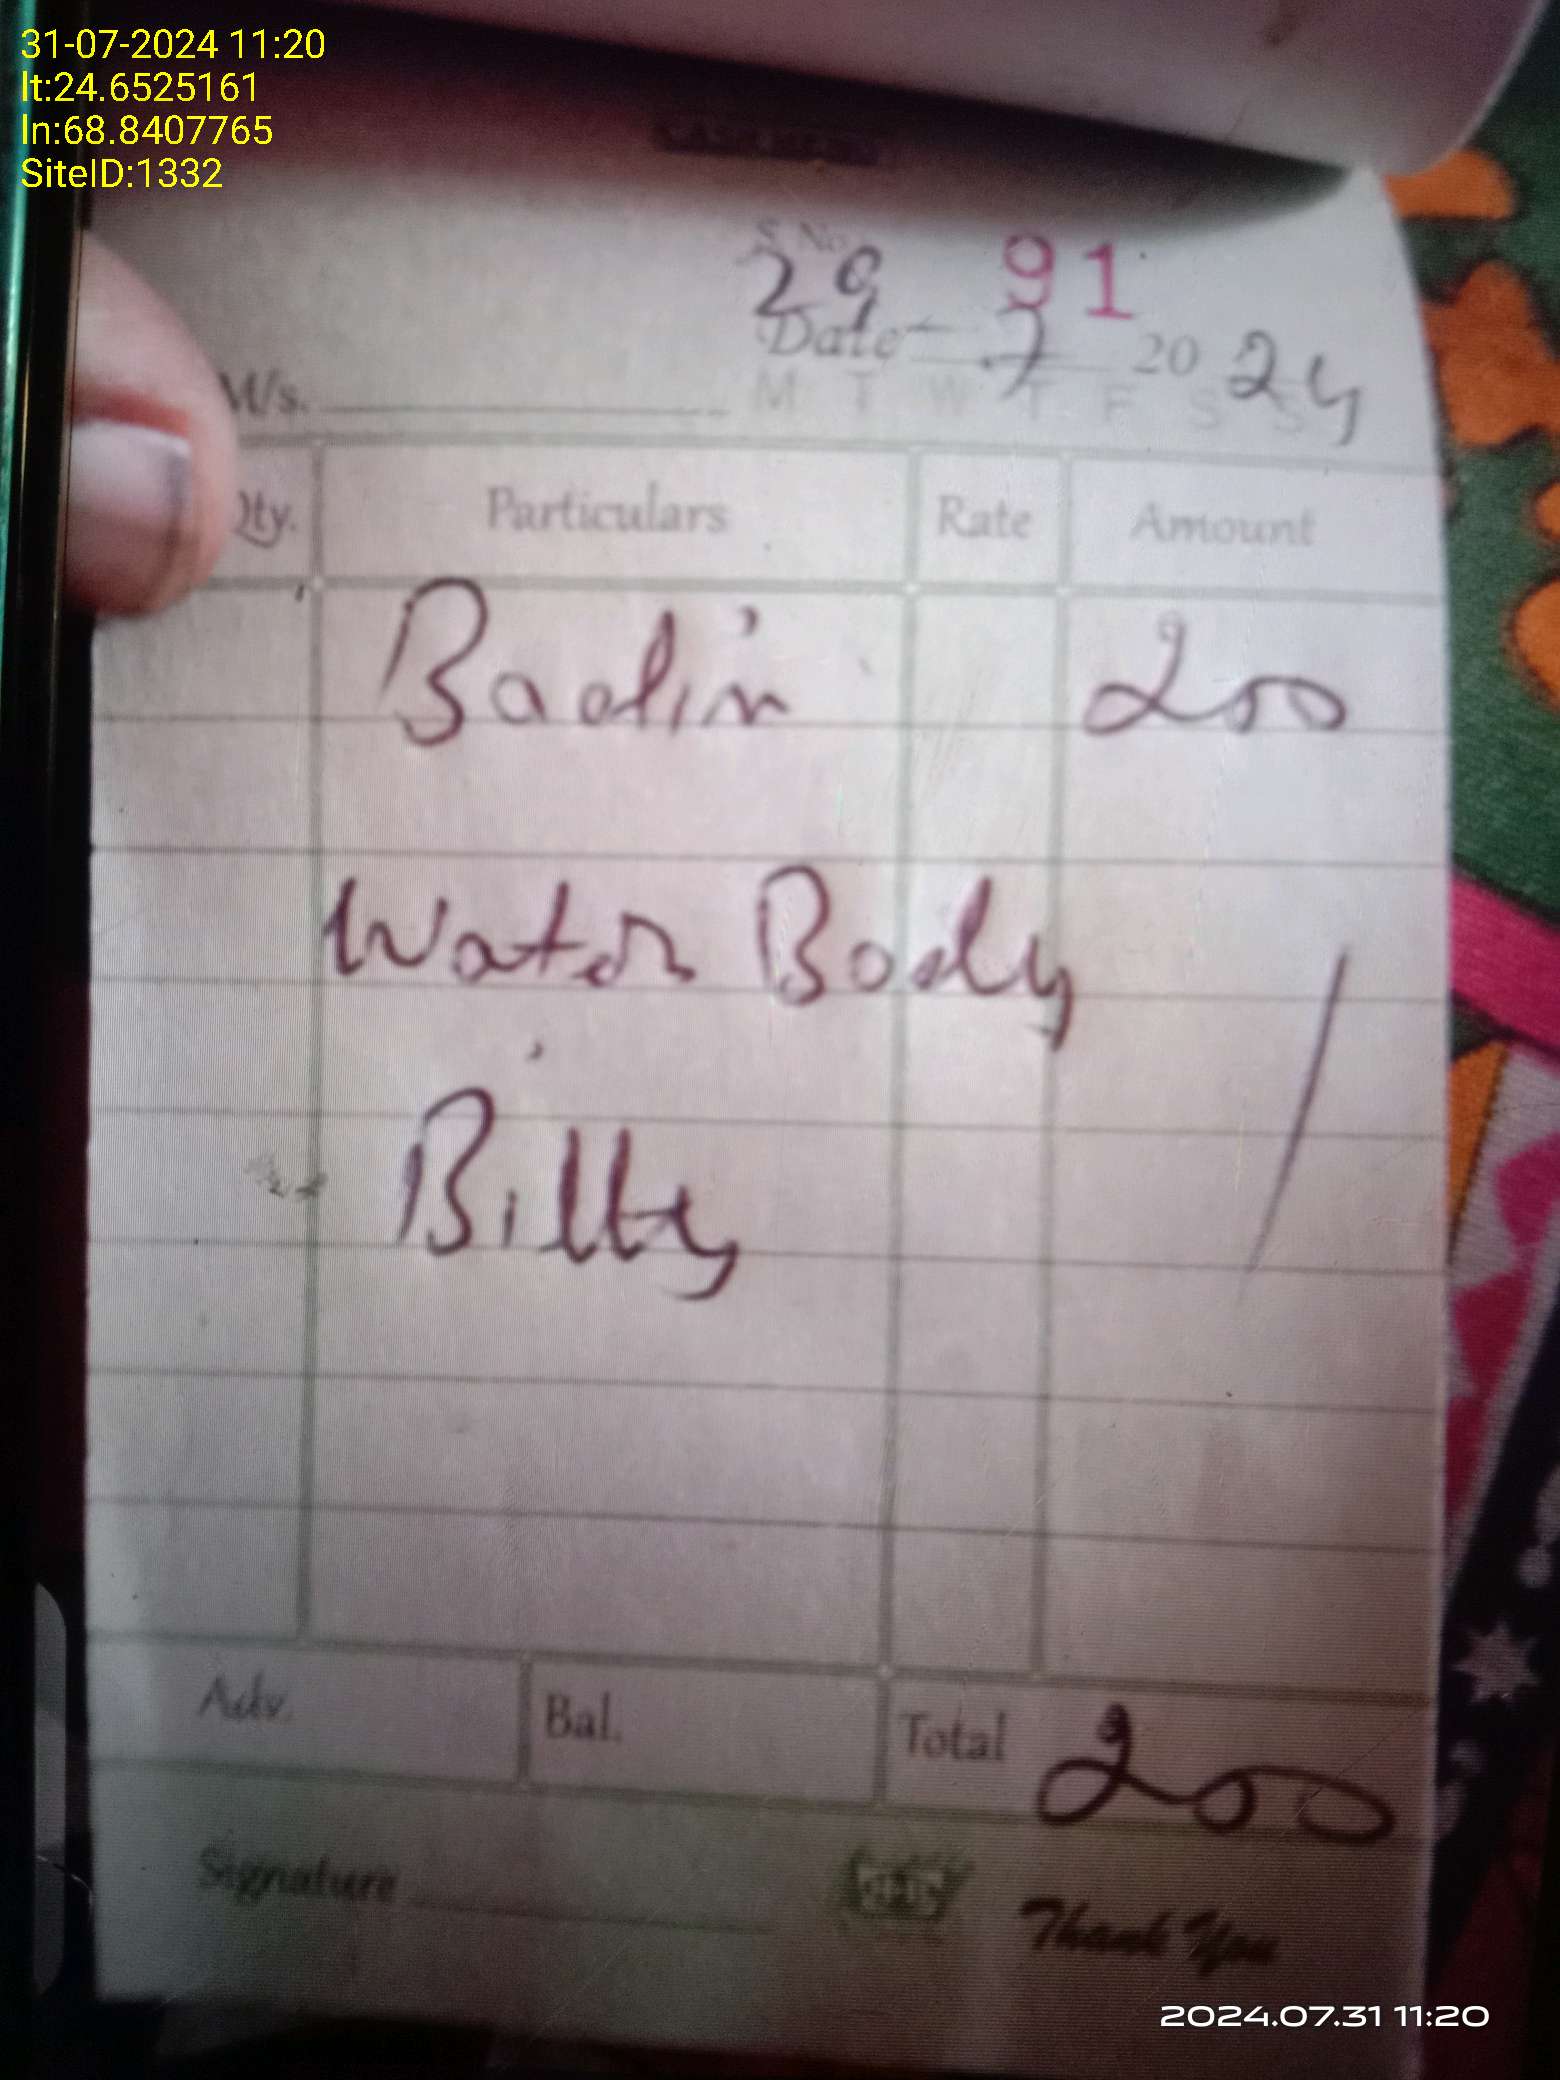 31-07-2024 11:20
lt:24.6525161
ln:68.8407765
SiteID:1332
S.No. 91
29
Date 7 2024
M/s.
M T W T F S S
Qty. Particulars Rate Amount
Badin 200
Water Body
Billty
Adv. Bal. Total 200
Signature
Thank You
2024.07.31 11:20